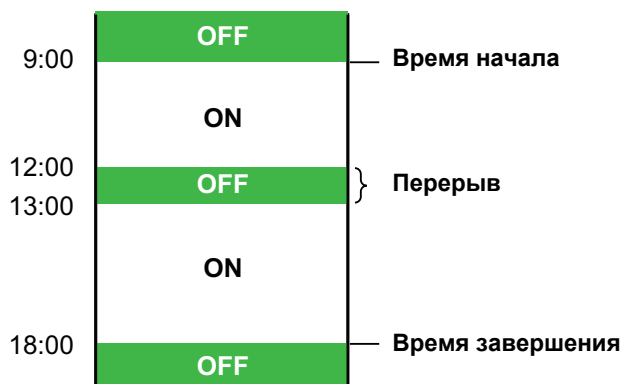 OFF
9:00 Время начала
ON
12:00
OFF Перерыв
13:00
ON
18:00 Время завершения
OFF